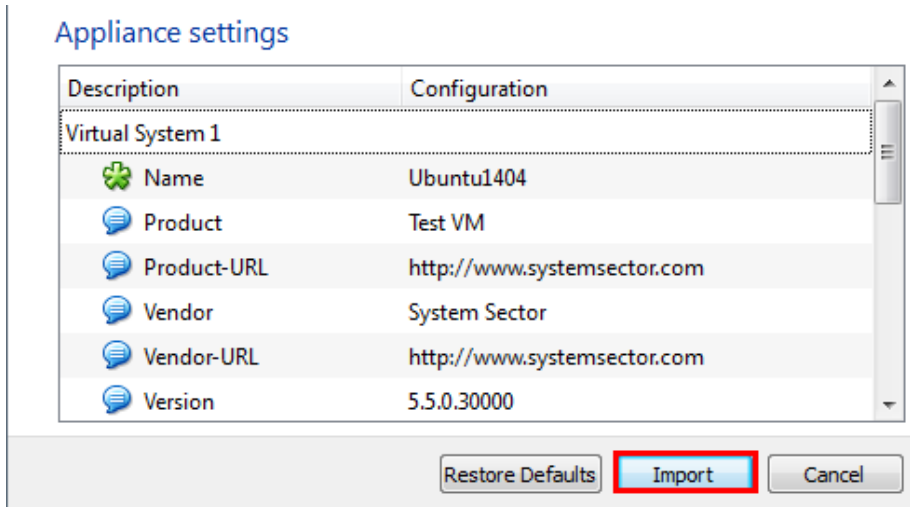 Appliance settings
Description Configuration
Virtual System 1
Name Ubuntu1404
Product Test VM
Product-URL http://www.systemsector.com
Vendor System Sector
Vendor-URL http://www.systemsector.com
Version 5.5.0.30000
Restore Defaults Import Cancel